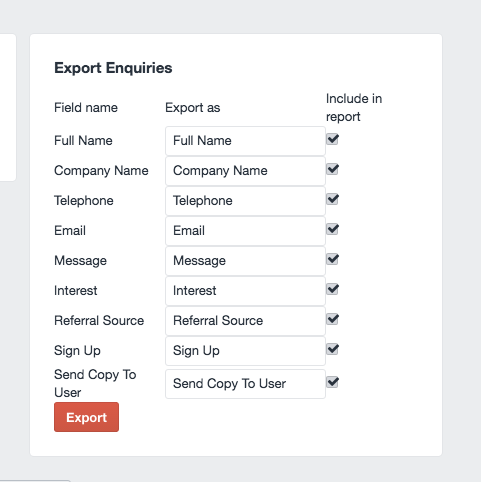 Export Enquiries
Field name Export as Include in
report
Full Name Full Name
Company Name Company Name
Telephone Telephone
Email Email
Message Message
Interest Interest
Referral Source Referral Source
Sign Up Sign Up
Send Copy To
User Send Copy To User
Export